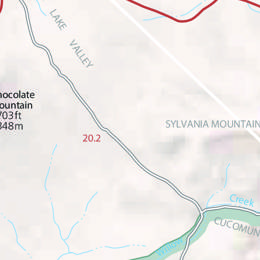 LAKE VALLEY
hocolate
ountain
703ft
848m
20.2
SYLVANIA MOUNTAIN
Creek
CUCOMUN